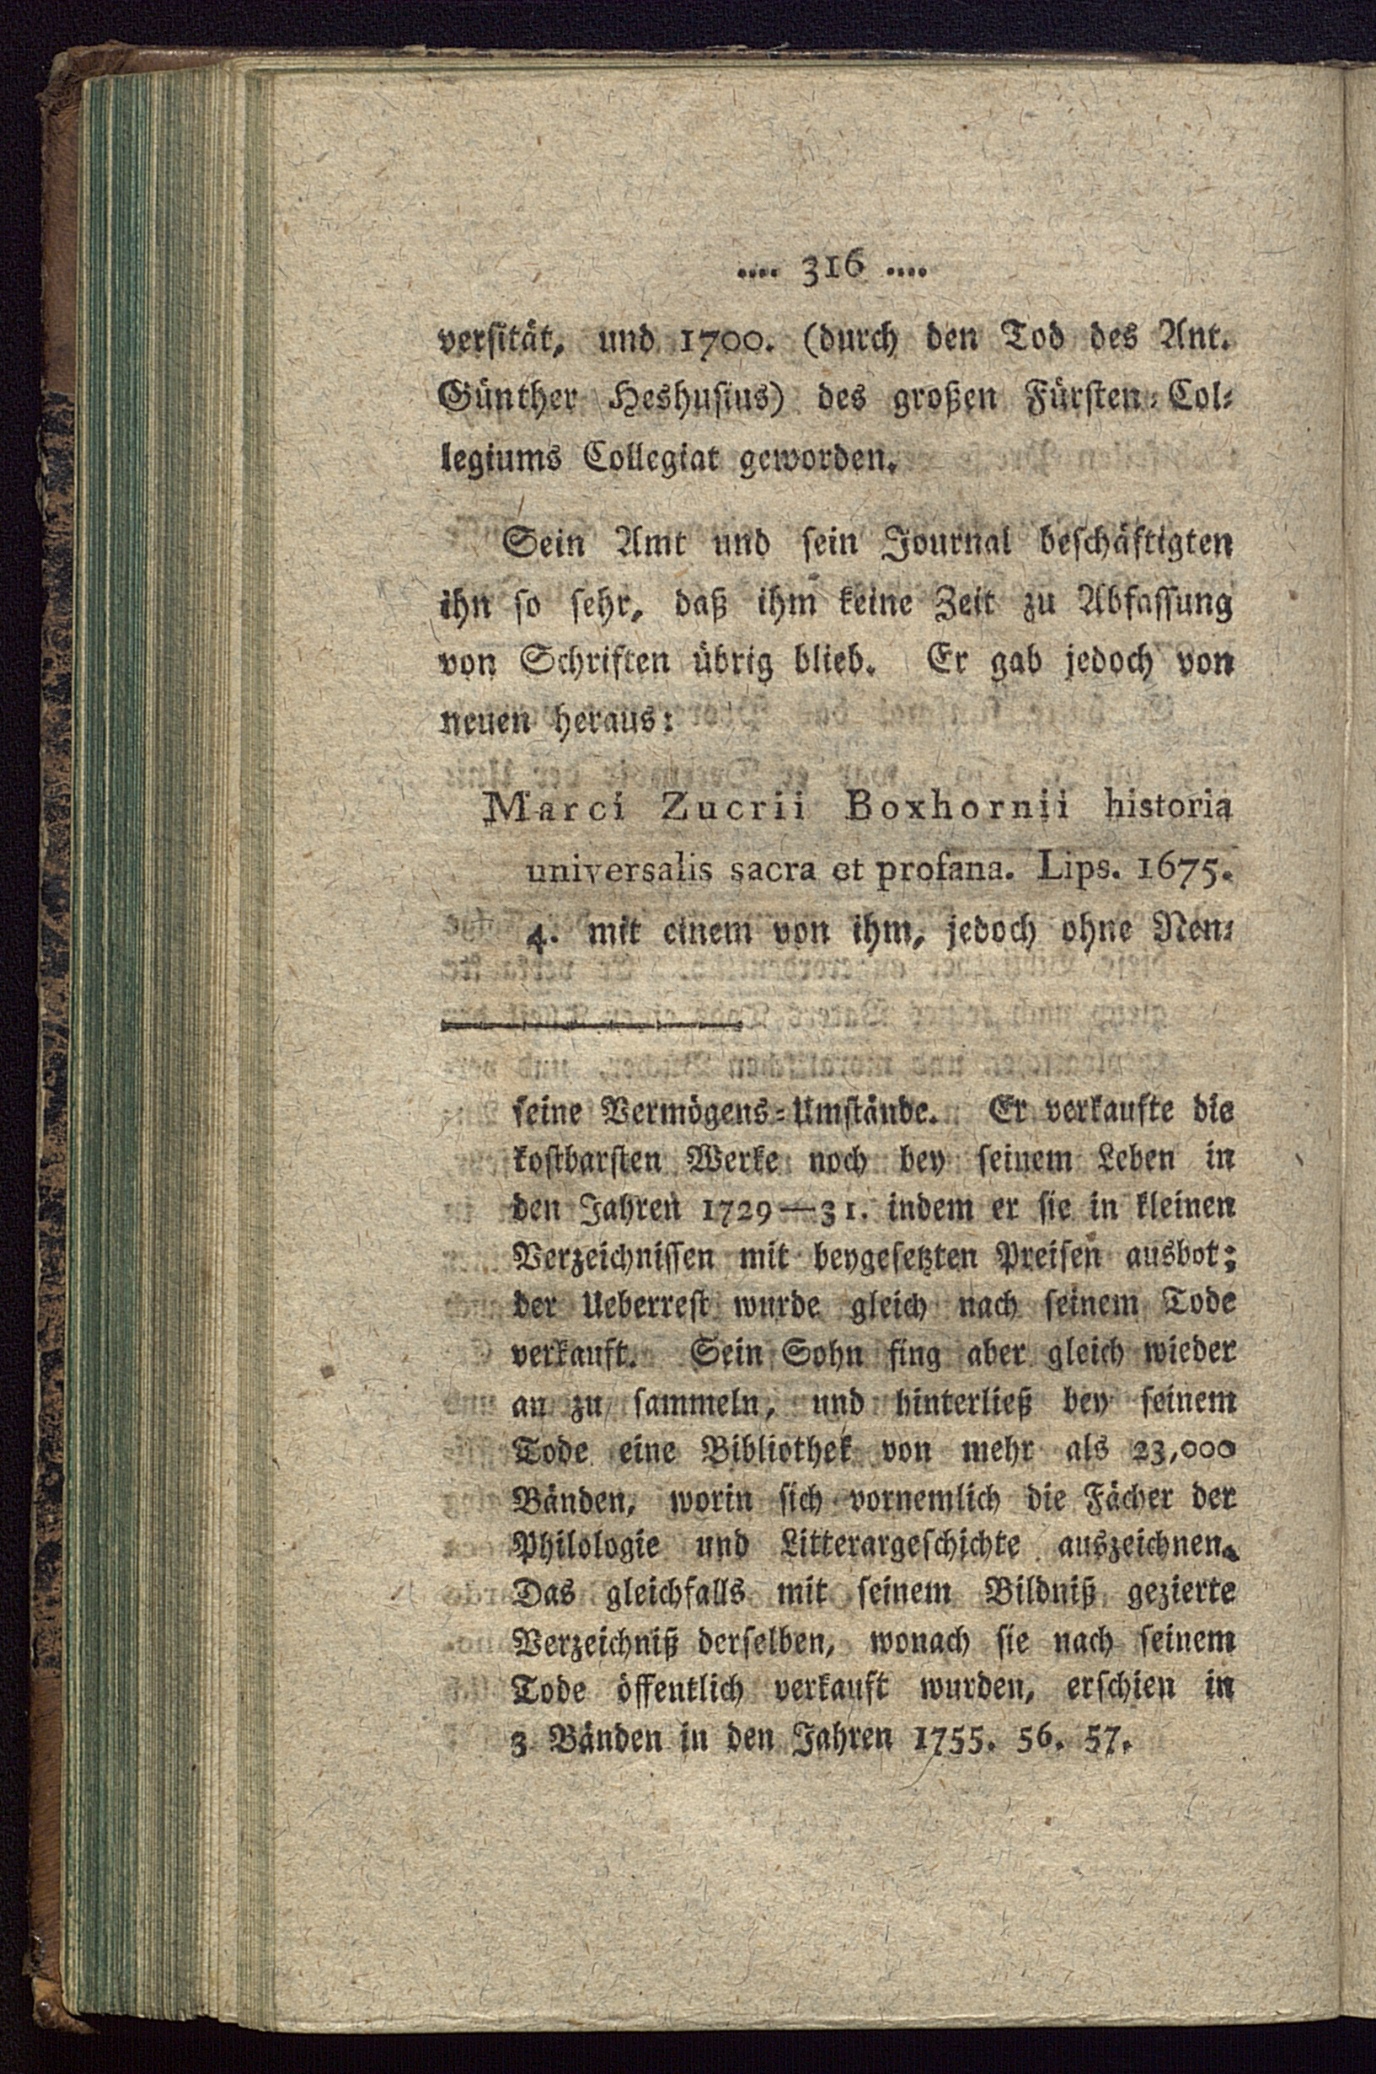 .... 316 ....
versität, und 1700. (durch den Tod des Ant.
Günther Heshusius) des großen Fürsten-Col-
legiums Collegiat geworden.
Sein Amt und sein Journal beschäftigten
ihn so sehr, daß ihm keine Zeit zu Abfassung
von Schriften übrig blieb. Er gab jedoch von
neuen heraus:
Marci Zucrii Boxhornii historia
universalis sacra et profana. Lips. 1675.
4. mit einem von ihm, jedoch ohne Nen-
seine Vermögens-Umstände. Er verkaufte die
kostbarsten Werke noch bey seinem Leben in
den Jahren 1729—31. indem er sie in kleinen
Verzeichnissen mit beygesetzten Preisen ausbot;
der Ueberrest wurde gleich nach seinem Tode
verkauft. Sein Sohn fing aber gleich wieder
an zu sammeln, und hinterließ bey seinem
Tode eine Bibliothek von mehr als 23,000
Bänden, worin sich vornemlich die Fächer der
Philologie und Litterargeschichte auszeichnen.
Das gleichfalls mit seinem Bildniß gezierte
Verzeichniß derselben, wonach sie nach seinem
Tode öffentlich verkauft wurden, erschien in
3 Bänden in den Jahren 1755. 56. 57.